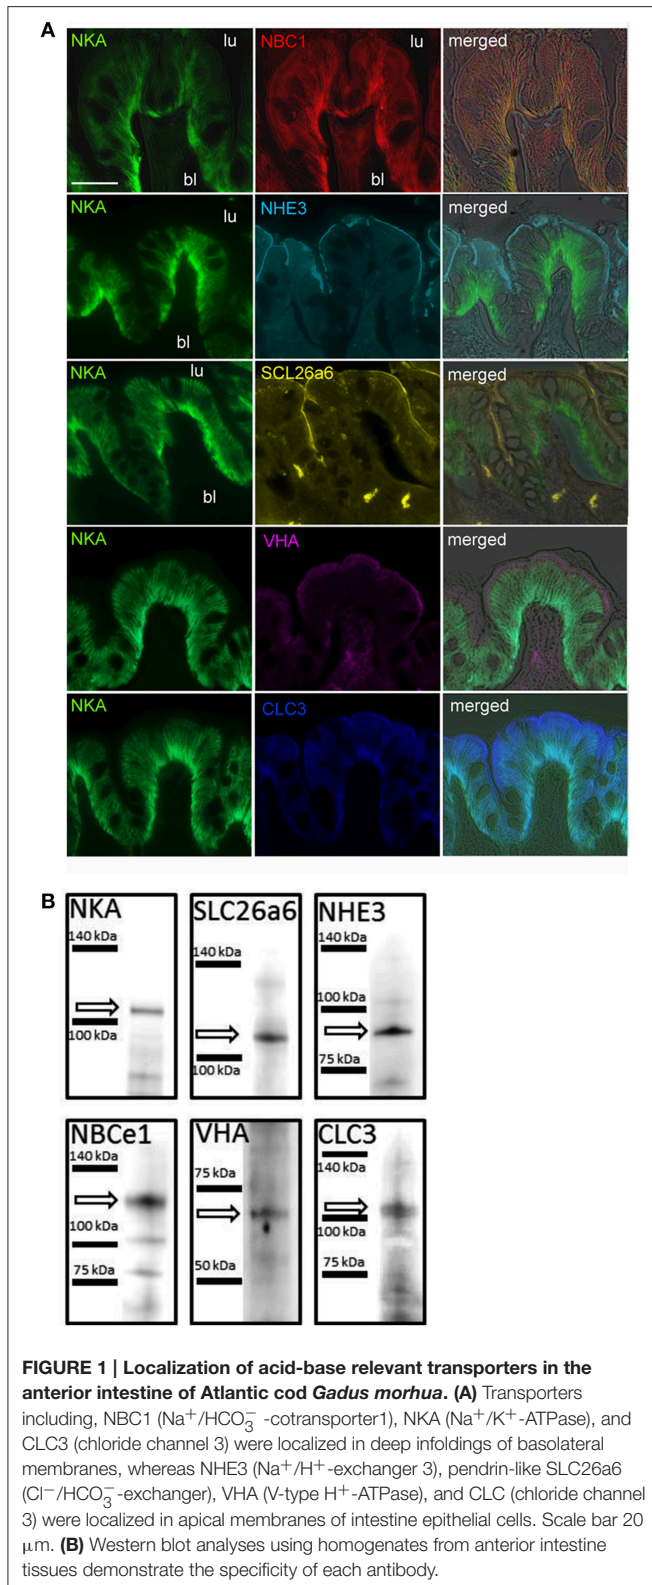 A
NKA lu NBC1 lu merged
bl bl
NKA lu NHE3 merged
bl
NKA lu SCL26a6 merged
bl
NKA VHA merged
NKA CLC3 merged
B
NKA SLC26a6 NHE3
140 kDa 140 kDa 140 kDa
100 kDa 100 kDa 100 kDa
75 kDa
NBCe1 VHA CLC3
140 kDa 75 kDa 140 kDa
100 kDa 100 kDa
75 kDa 50 kDa 75 kDa
FIGURE 1 | Localization of acid-base relevant transporters in the
anterior intestine of Atlantic cod Gadus morhua. (A) Transporters
including, NBC1 (Na⁺/HCO₃⁻ -cotransporter1), NKA (Na⁺/K⁺-ATPase), and
CLC3 (chloride channel 3) were localized in deep infoldings of basolateral
membranes, whereas NHE3 (Na⁺/H⁺-exchanger 3), pendrin-like SLC26a6
(Cl⁻/HCO₃⁻-exchanger), VHA (V-type H⁺-ATPase), and CLC (chloride channel
3) were localized in apical membranes of intestine epithelial cells. Scale bar 20
μm. (B) Western blot analyses using homogenates from anterior intestine
tissues demonstrate the specificity of each antibody.